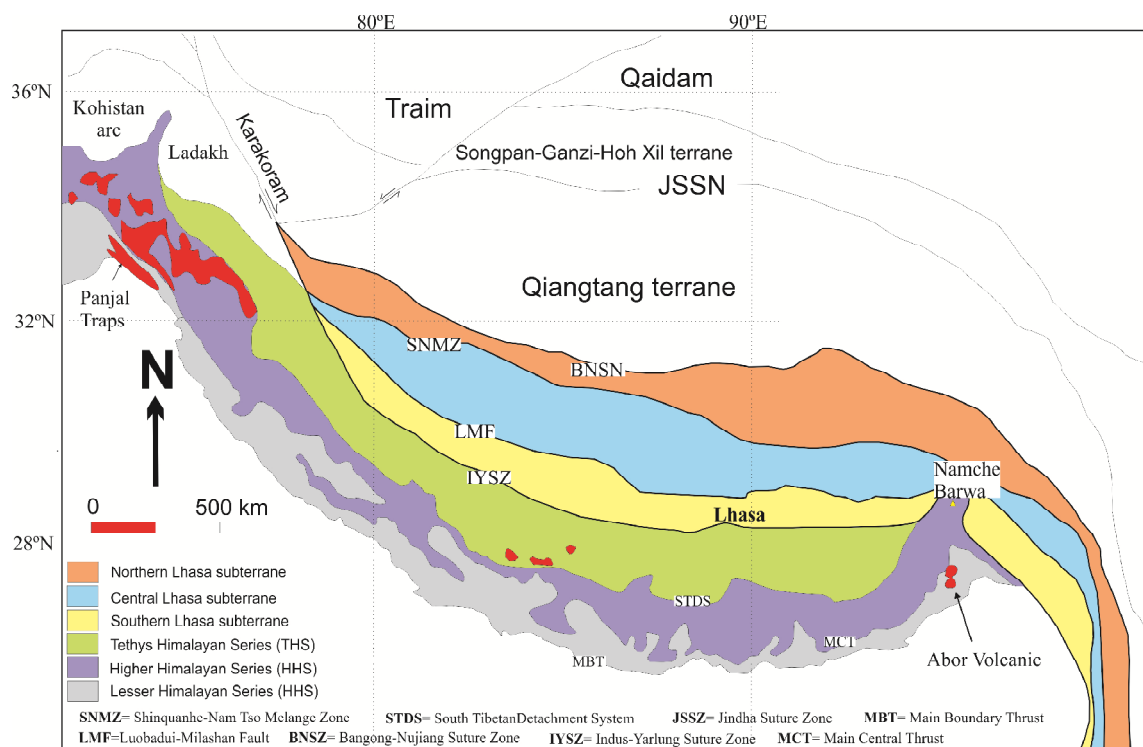 80ºE 90ºE
36ºN
Qaidam
Kohistan
arc
Traim
Karakoram
Ladakh
Songpan-Ganzi-Hoh Xil terrane
JSSN
Qiangtang terrane
Panjal
Traps
32ºN
SNMZ
BNSN
N
LMF
IYSZ
Namche
Barwa
0 500 km
Lhasa
28ºN
Northern Lhasa subterrane
Central Lhasa subterrane
Southern Lhasa subterrane
Tethys Himalayan Series (THS)
Higher Himalayan Series (HHS)
Lesser Himalayan Series (HHS)
STDS
MCT
MBT
Abor Volcanic
SNMZ= Shinquanhe-Nam Tso Melange Zone STDS= South TibetanDetachment System JSSZ= Jindha Suture Zone MBT= Main Boundary Thrust
LMF=Luobadui-Milashan Fault BNSZ= Bangong-Nujiang Suture Zone IYSZ= Indus-Yarlung Suture Zone MCT= Main Central Thrust